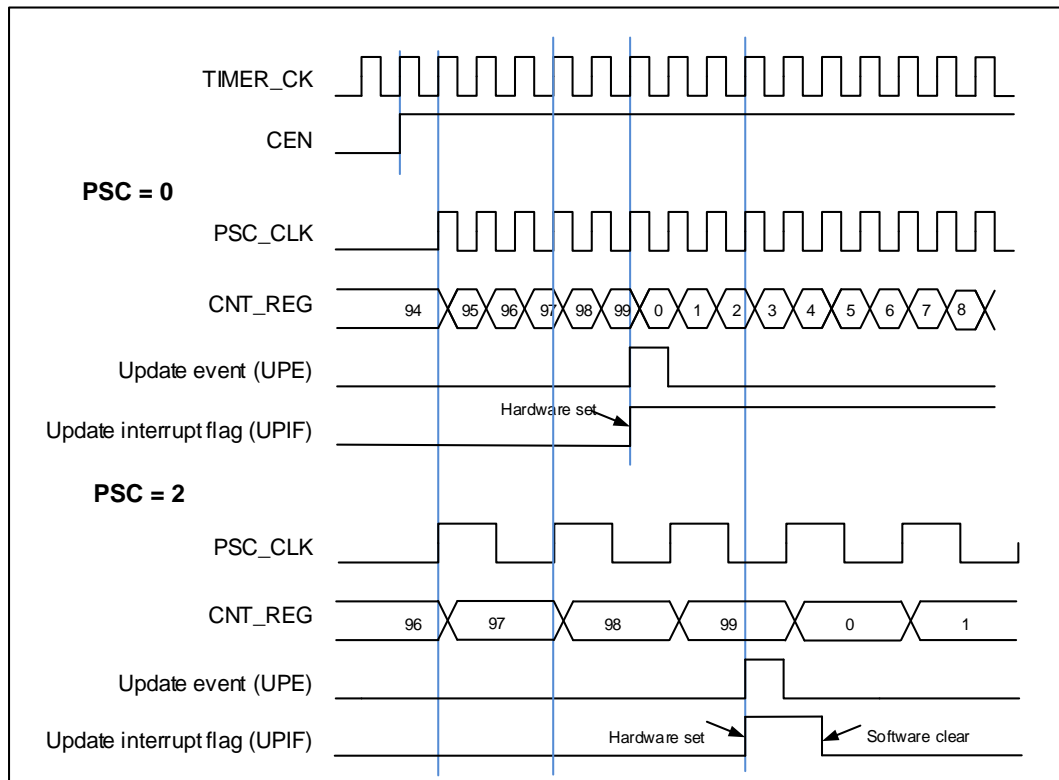 TIMER_CK
CEN
PSC = 0
PSC_CLK
CNT_REG 94 95 96 97 98 99 0 1 2 3 4 5 6 7 8
Update event (UPE)
Hardware set
Update interrupt flag (UPIF)
PSC = 2
PSC_CLK
CNT_REG 96 97 98 99 0 1
Update event (UPE)
Update interrupt flag (UPIF) Hardware set Software clear